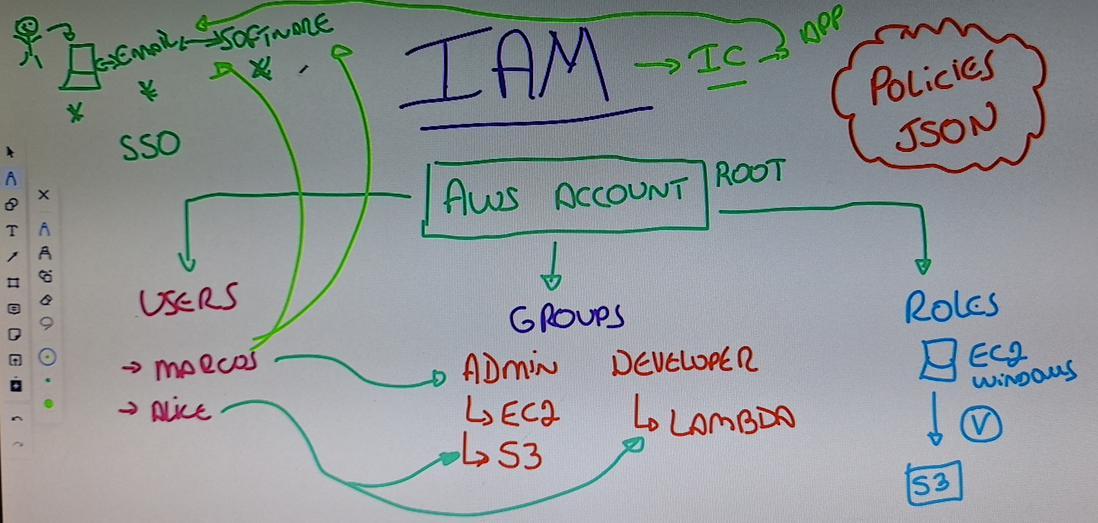 EMAIL SOFTWARE
SSO
IAM
IC
APP
POLICIES
JSON
AWS ACCOUNT
ROOT
USERS
MARCOS
ALICE
GROUPS
ADMIN
EC2
S3
DEVELOPER
LAMBDA
ROLES
EC2
WINDOWS
V
S3